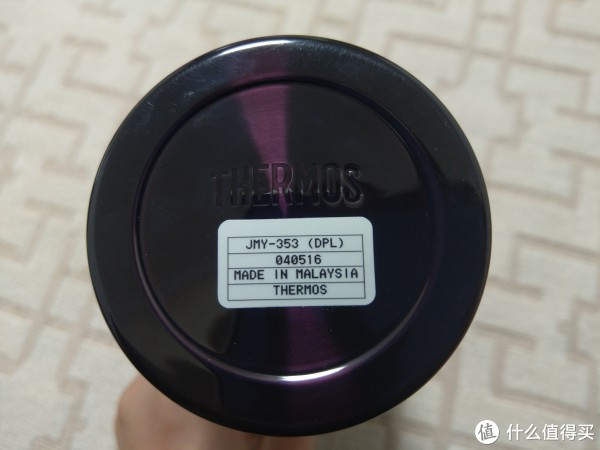 THERMOS
JMY-353 (DPL)
040516
MADE IN MALAYSIA
THERMOS
值 什么值得买